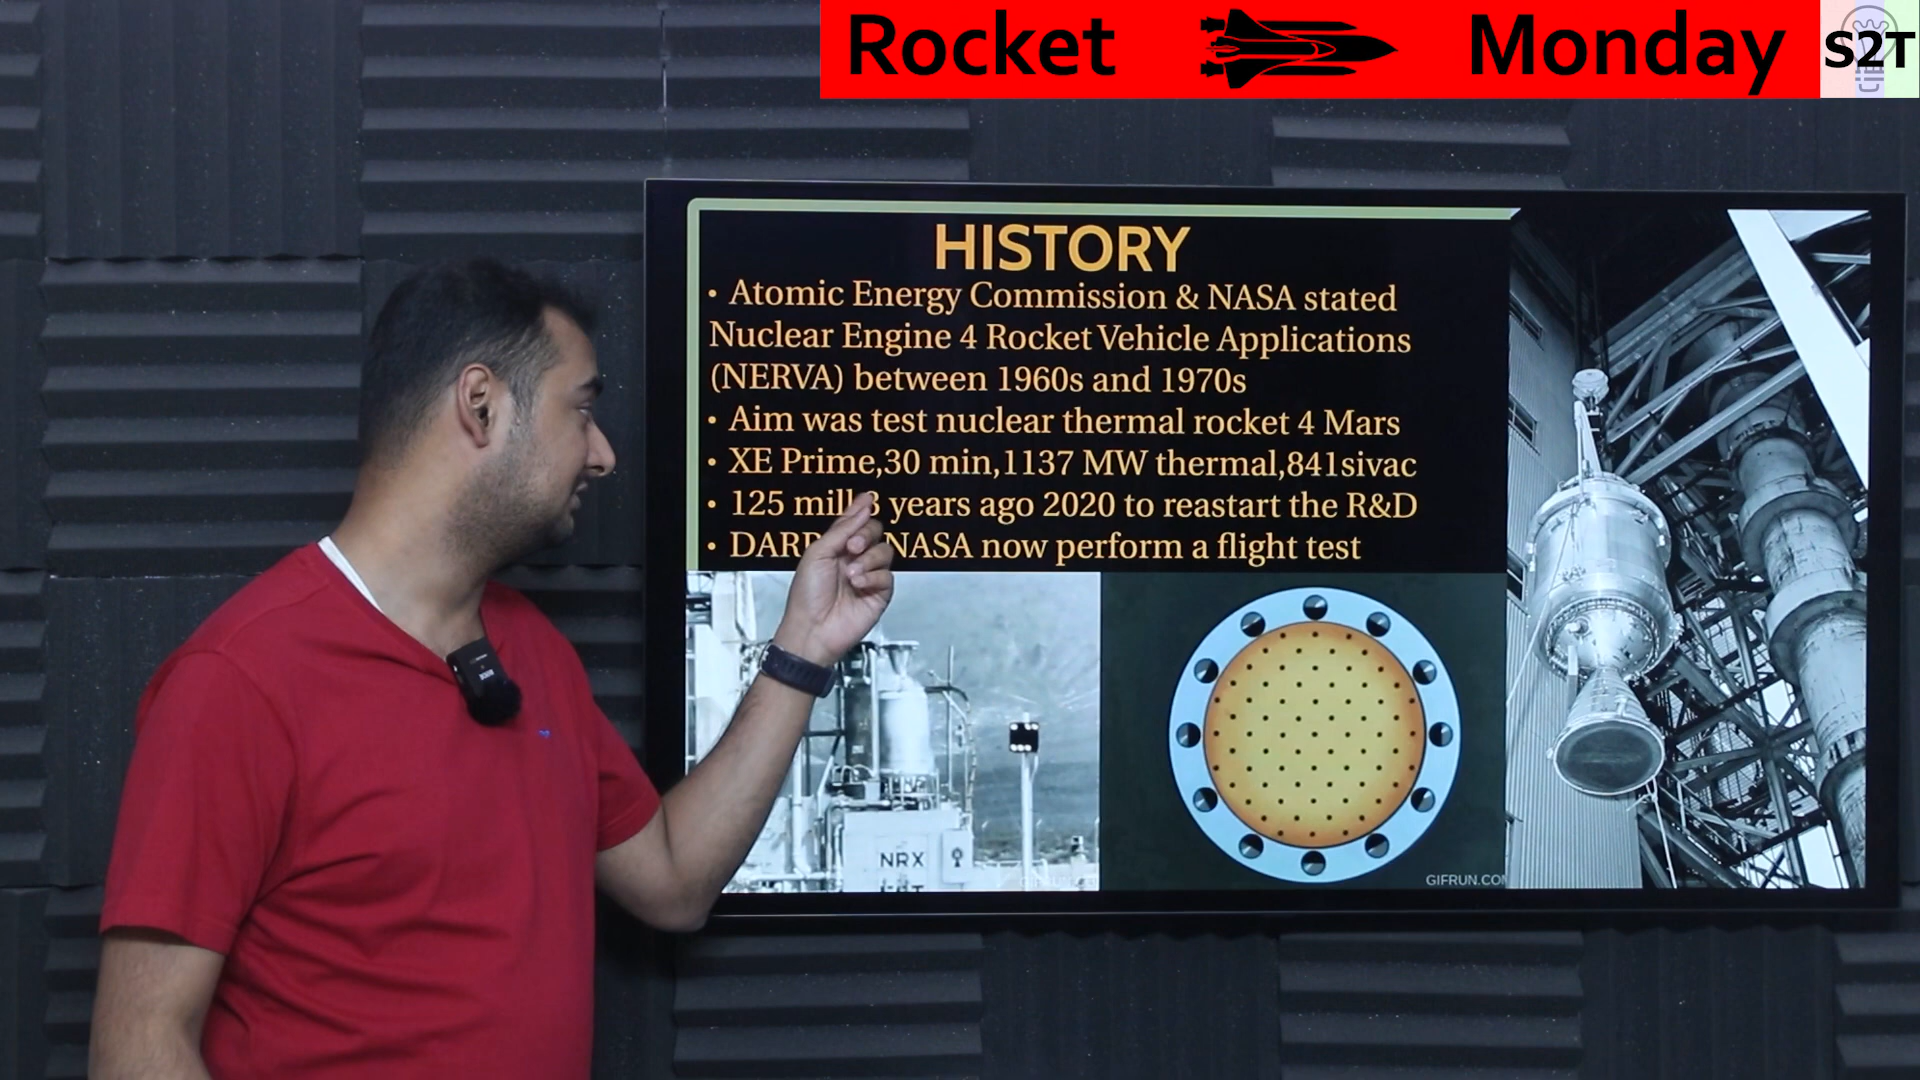 Rocket Monday S2T
HISTORY
• Atomic Energy Commission & NASA stated
Nuclear Engine 4 Rocket Vehicle Applications
(NERVA) between 1960s and 1970s
• Aim was test nuclear thermal rocket 4 Mars
• XE Prime,30 min,1137 MW thermal,841sivac
• 125 mill 3 years ago 2020 to reastart the R&D
• NASA now perform a flight test
NRX
GIFRUN.COM